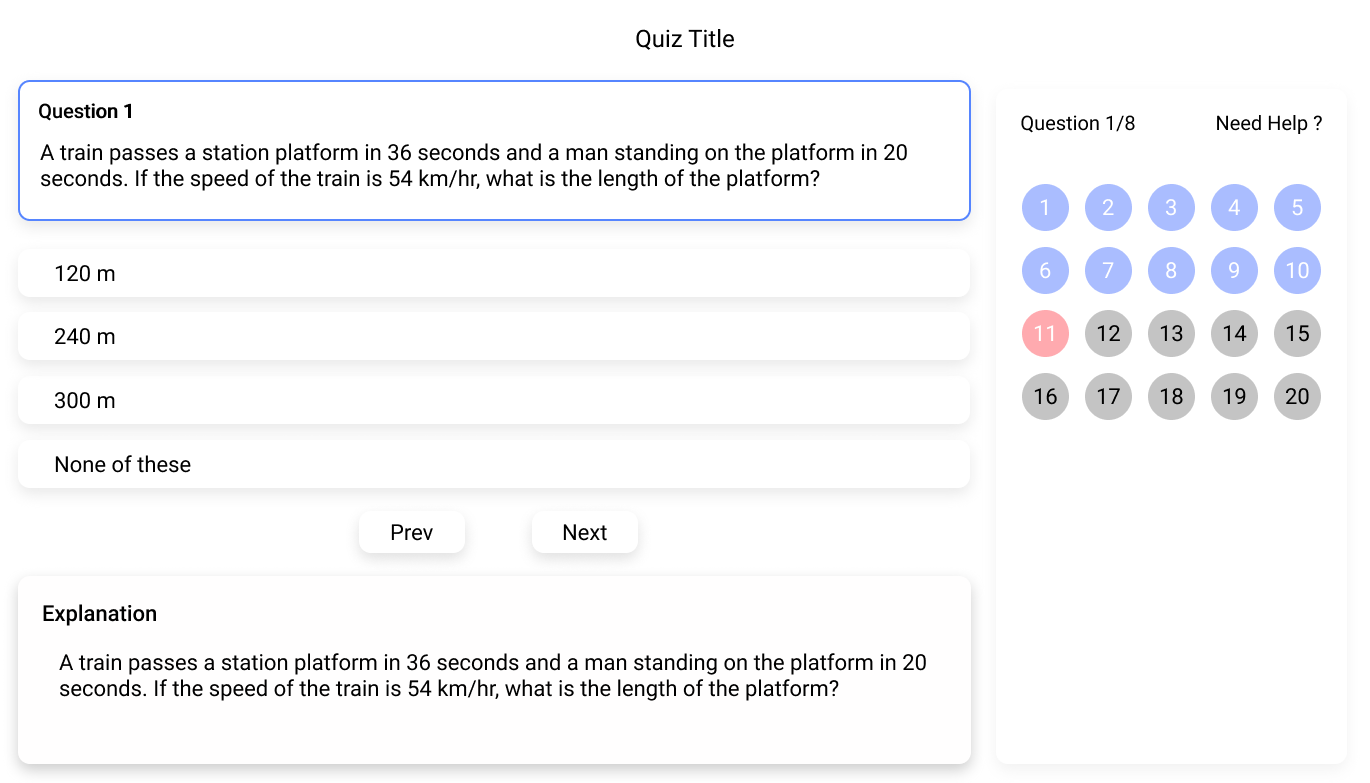 Quiz Title
Question 1
A train passes a station platform in 36 seconds and a man standing on the platform in 20
seconds. If the speed of the train is 54 km/hr, what is the length of the platform?
120 m
240 m
300 m
None of these
Prev Next
Explanation
A train passes a station platform in 36 seconds and a man standing on the platform in 20
seconds. If the speed of the train is 54 km/hr, what is the length of the platform?
Question 1/8 Need Help ?
1 2 3 4 5
6 7 8 9 10
11 12 13 14 15
16 17 18 19 20